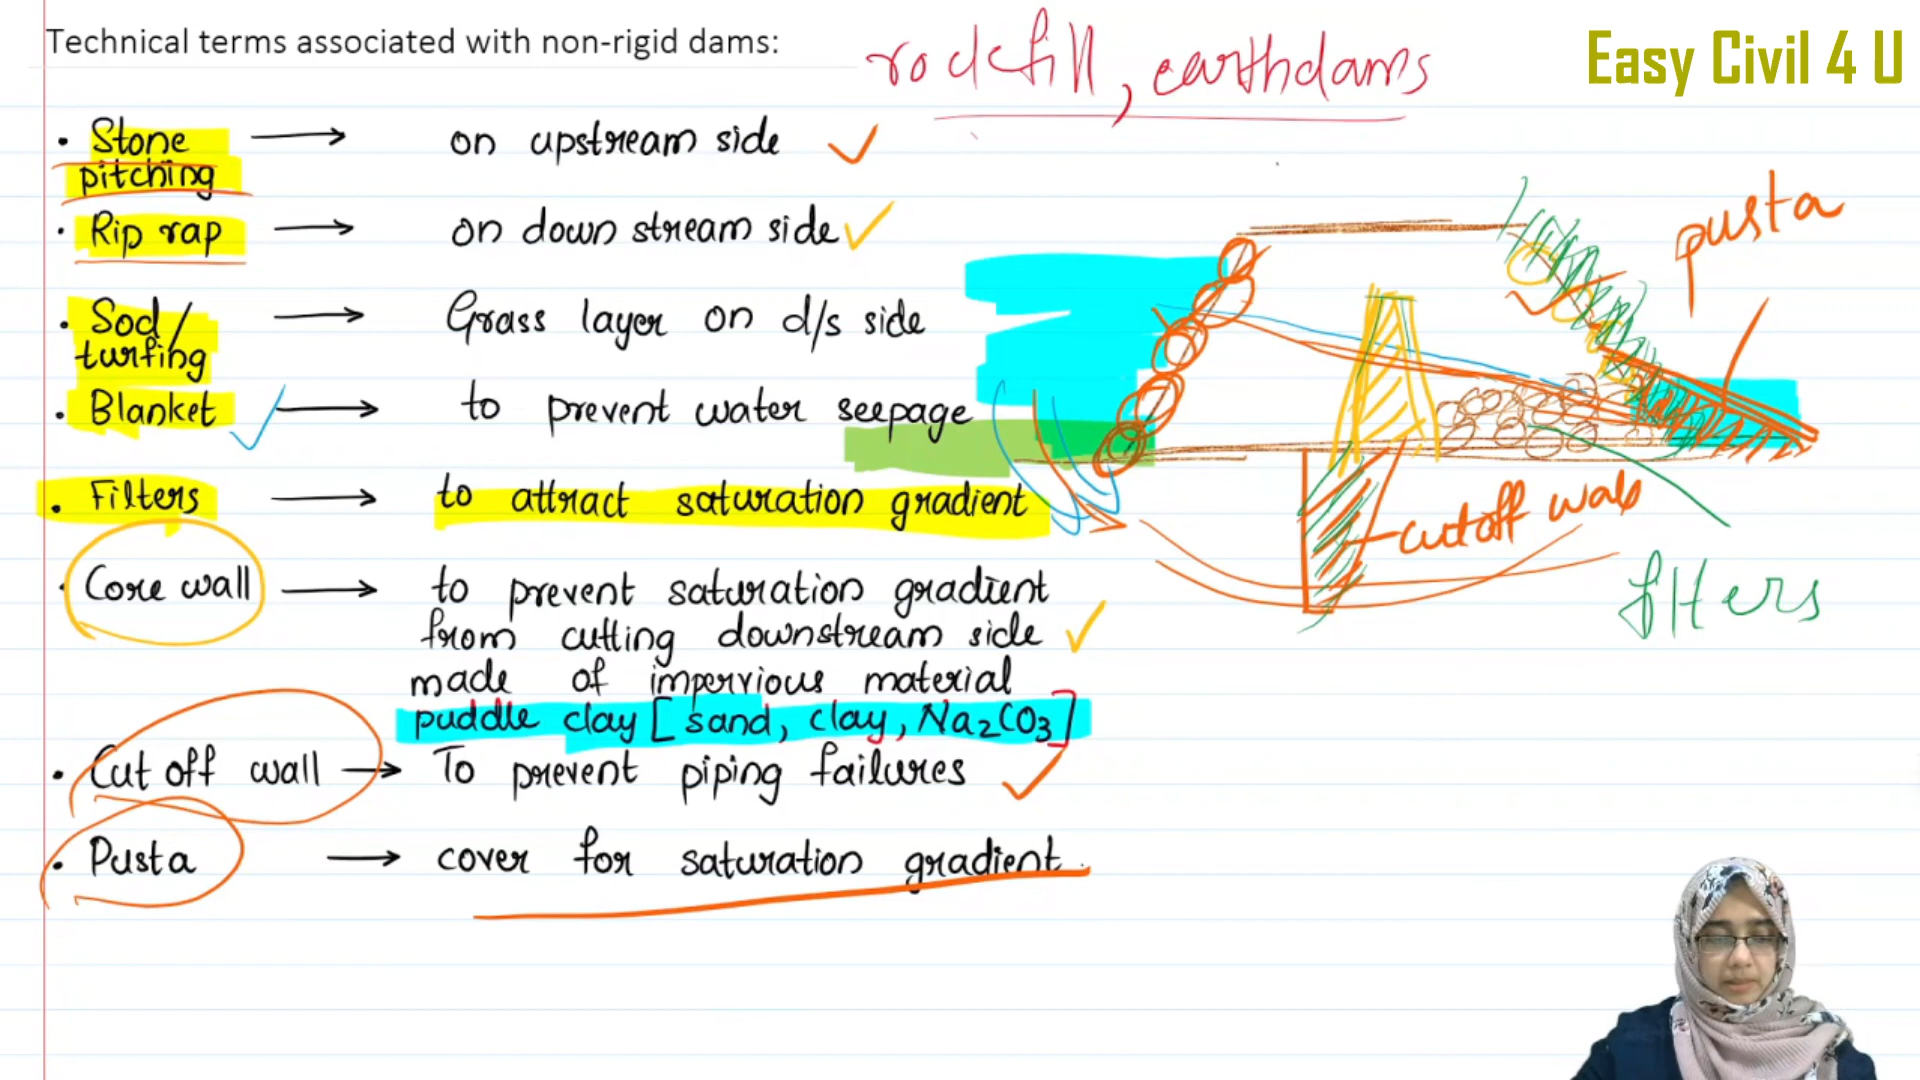 Technical terms associated with non-rigid dams:
rockfill, earthdams
Easy Civil 4 U
• Stone pitching → on upstream side ✓
• Rip rap → on down stream side ✓
• Sod/ turfing → Grass layer on d/s side
• Blanket ✓ → to prevent water seepage
• Filters → to attract saturation gradient
• Core wall → to prevent saturation gradient
from cutting downstream side ✓
made of impervious material
puddle clay [sand, clay, Na₂CO₃]
• Cut off wall → To prevent piping failures ✓
• Pusta → cover for saturation gradient
pusta
cutoff wall
filters